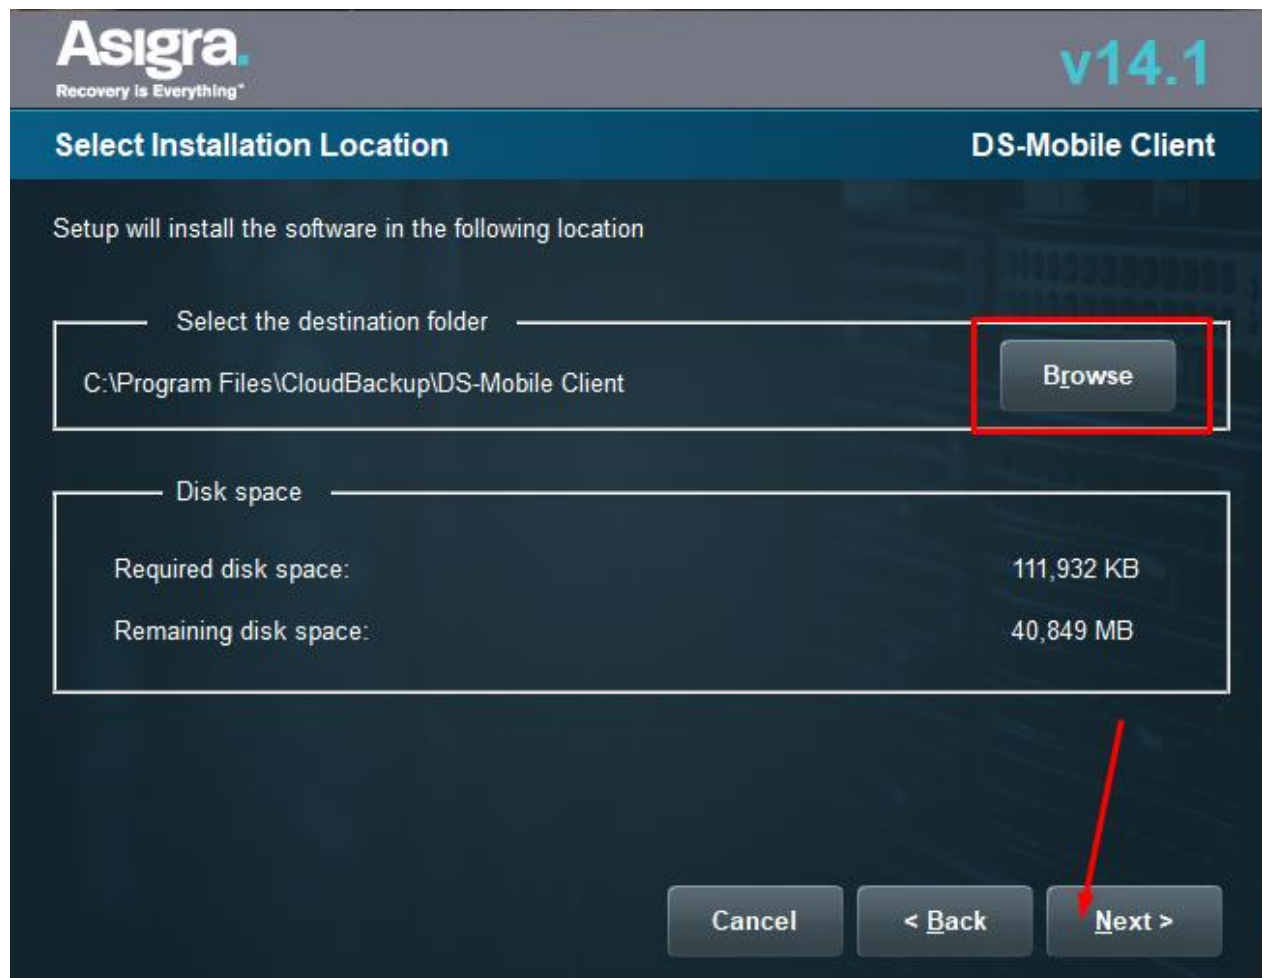 Asigra.
Recovery is Everything™
v14.1
Select Installation Location
DS-Mobile Client
Setup will install the software in the following location
Select the destination folder
C:\Program Files\CloudBackup\DS-Mobile Client
Browse
Disk space
Required disk space: 111,932 KB
Remaining disk space: 40,849 MB
Cancel
< Back
Next >